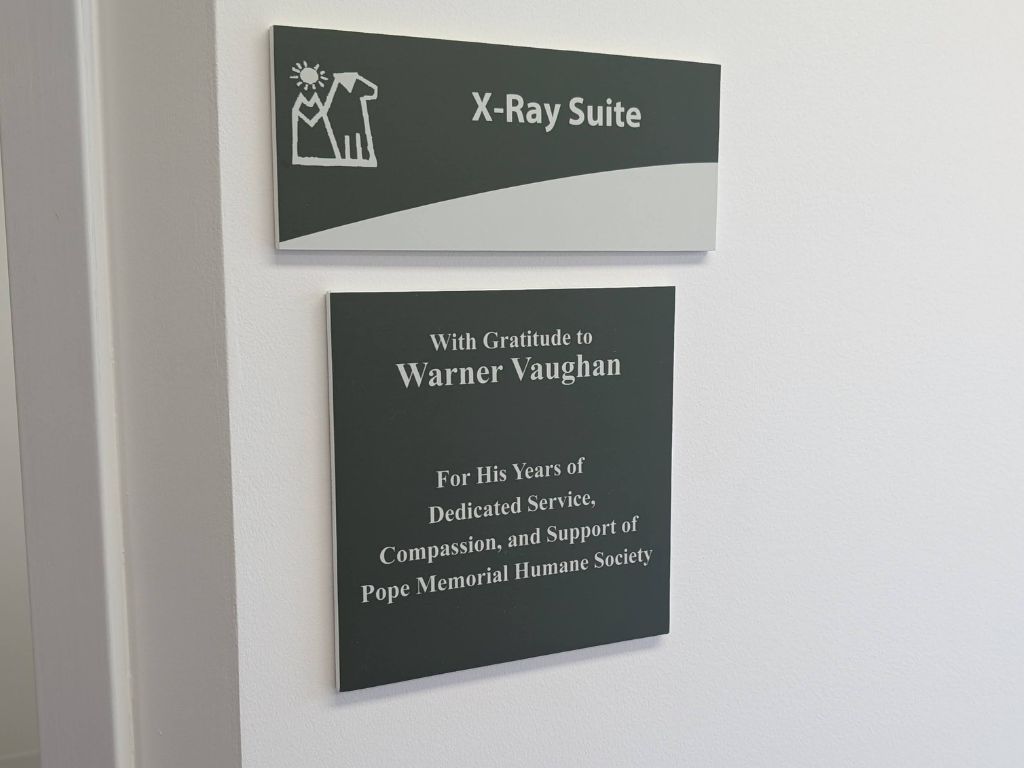 X-Ray Suite
With Gratitude to
Warner Vaughan
For His Years of
Dedicated Service,
Compassion, and Support of
Pope Memorial Humane Society